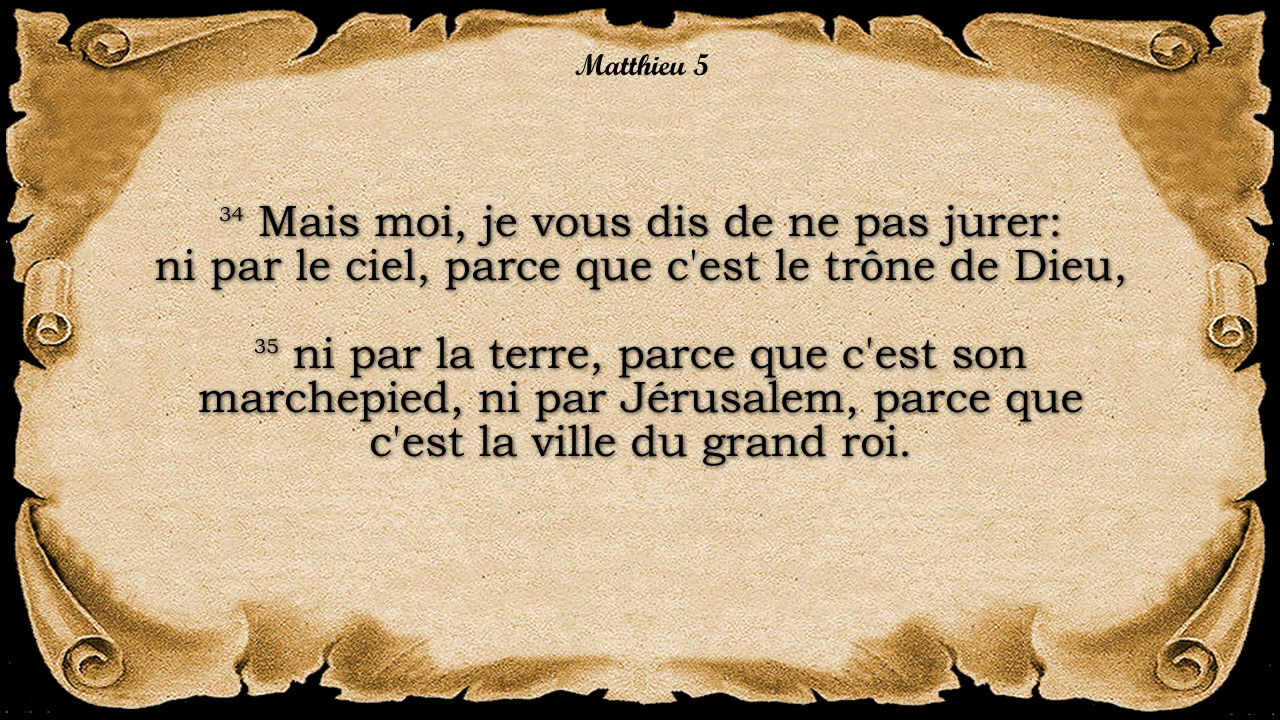 Matthieu 5
34 Mais moi, je vous dis de ne pas jurer:
ni par le ciel, parce que c'est le trône de Dieu,
35 ni par la terre, parce que c'est son
marchepied, ni par Jérusalem, parce que
c'est la ville du grand roi.